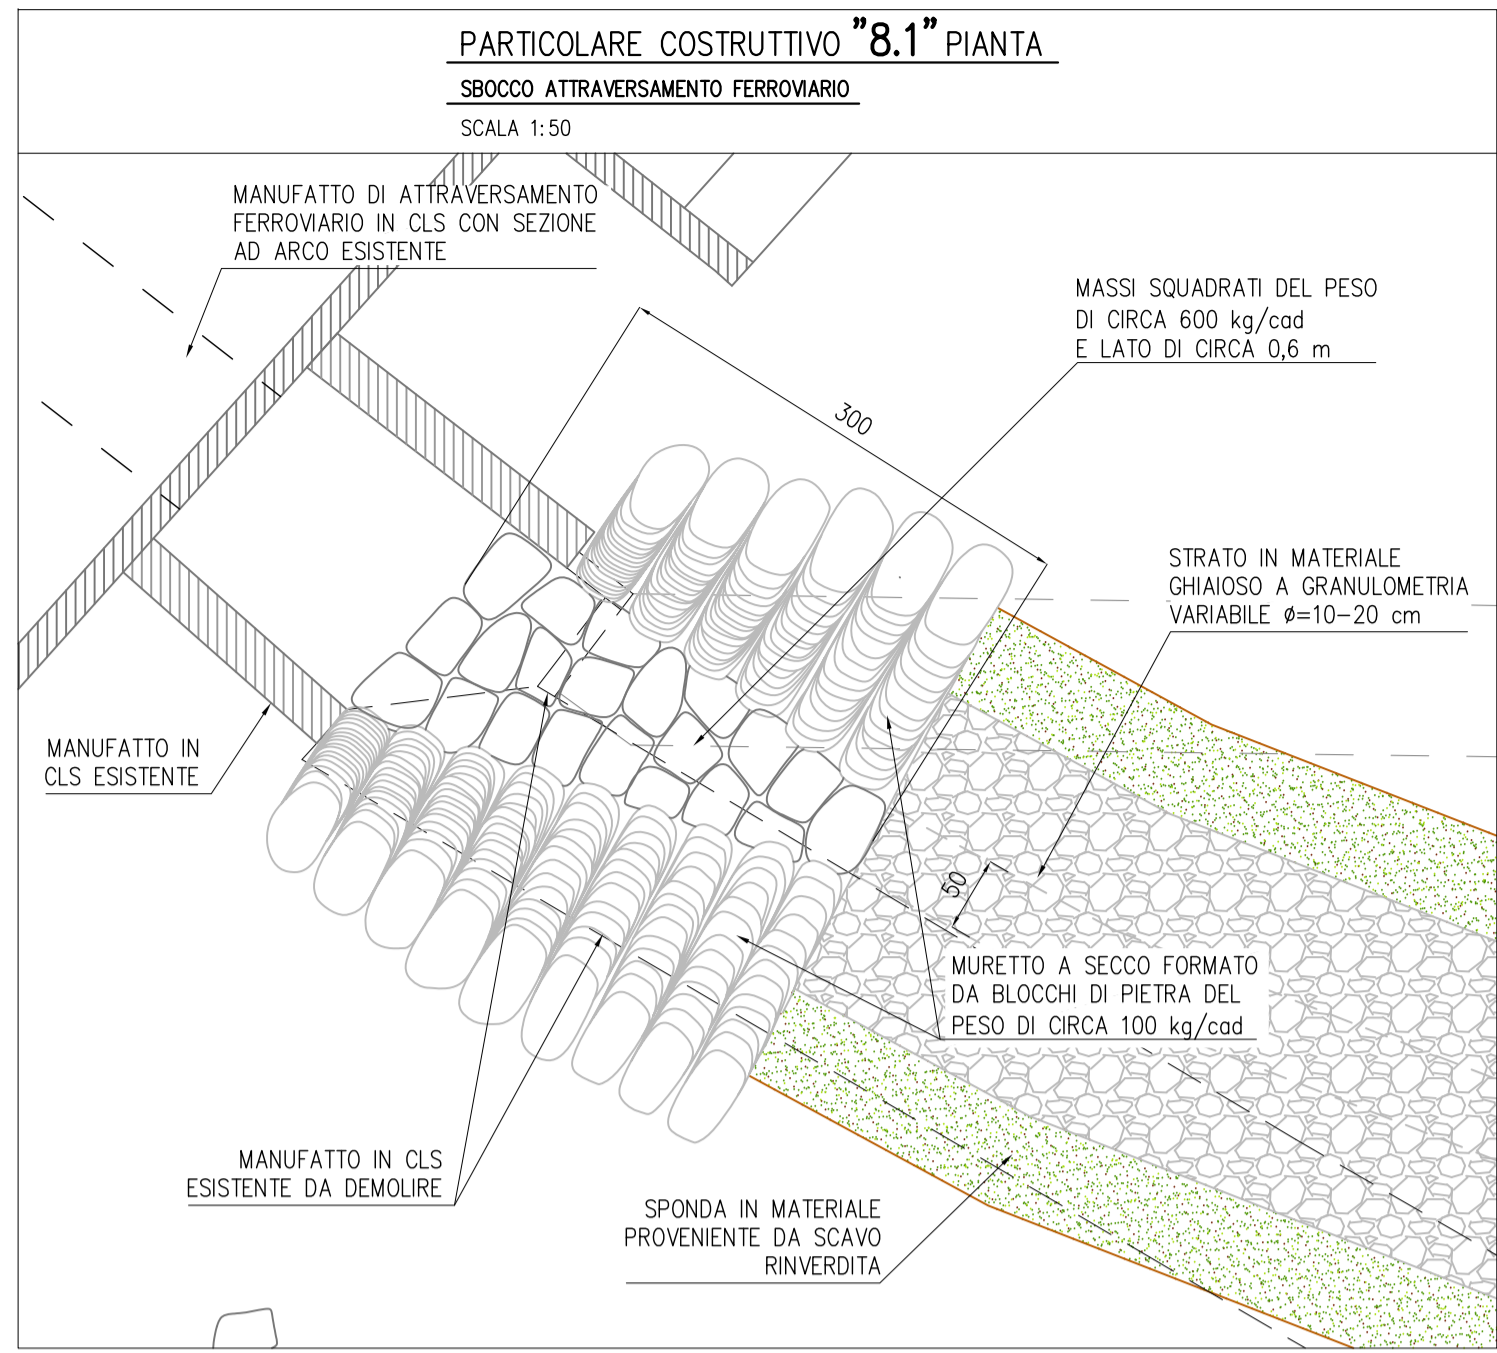 PARTICOLARE COSTRUTTIVO "8.1" PIANTA
SBOCCO ATTRAVERSAMENTO FERROVIARIO
SCALA 1:50
MANUFATTO DI ATTRAVERSAMENTO
FERROVIARIO IN CLS CON SEZIONE
AD ARCO ESISTENTE
MASSI SQUADRATI DEL PESO
DI CIRCA 600 kg/cad
E LATO DI CIRCA 0,6 m
300
STRATO IN MATERIALE
GHIAIOSO A GRANULOMETRIA
VARIABILE ø=10-20 cm
MANUFATTO IN
CLS ESISTENTE
50
MURETTO A SECCO FORMATO
DA BLOCCHI DI PIETRA DEL
PESO DI CIRCA 100 kg/cad
MANUFATTO IN CLS
ESISTENTE DA DEMOLIRE
SPONDA IN MATERIALE
PROVENIENTE DA SCAVO
RINVERDITA